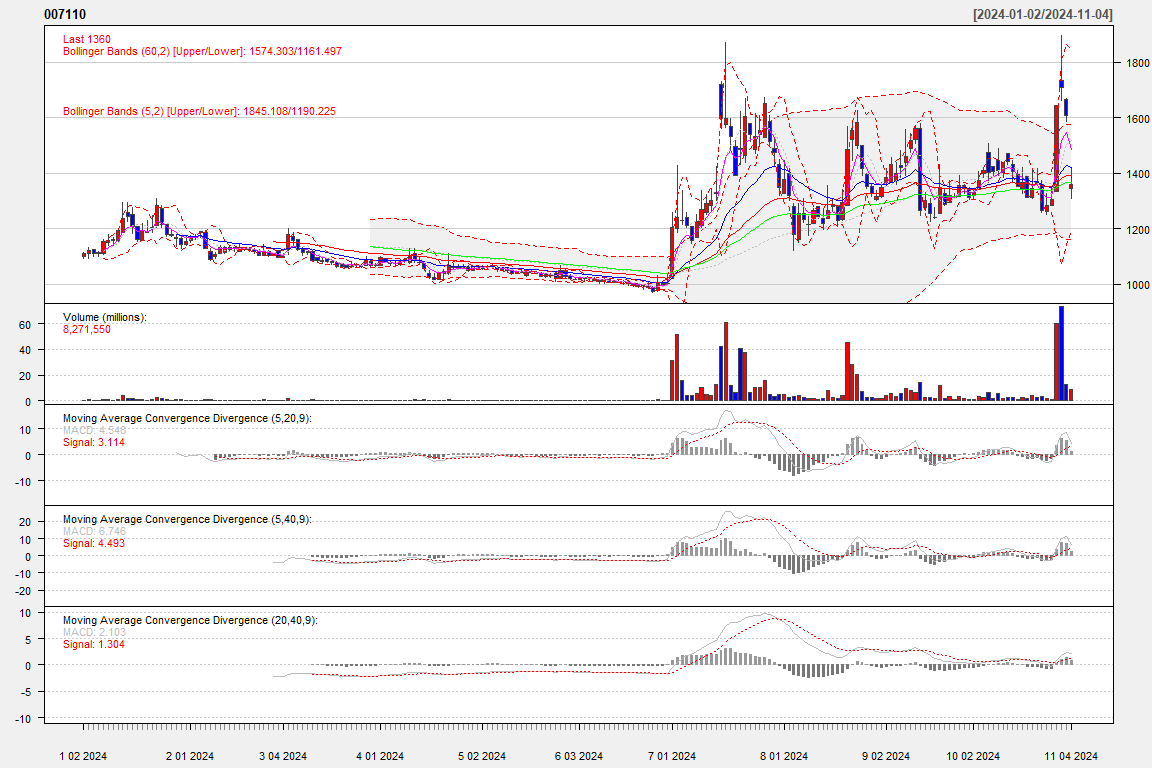 007110 [2024-01-02/2024-11-04]
Last 1360
Bollinger Bands (60,2) [Upper/Lower]: 1574.303/1161.497
Bollinger Bands (5,2) [Upper/Lower]: 1845.108/1190.225
1800
1600
1400
1200
1000
Volume (millions):
8,271,550
60
40
20
0
Moving Average Convergence Divergence (5,20,9):
MACD: 4.548
Signal: 3.114
10
0
-10
Moving Average Convergence Divergence (5,40,9):
MACD: 6.746
Signal: 4.493
20
10
0
-10
-20
Moving Average Convergence Divergence (20,40,9):
MACD: 2.103
Signal: 1.304
10
5
0
-5
-10
1 02 2024 2 01 2024 3 04 2024 4 01 2024 5 02 2024 6 03 2024 7 01 2024 8 01 2024 9 02 2024 10 02 2024 11 04 2024